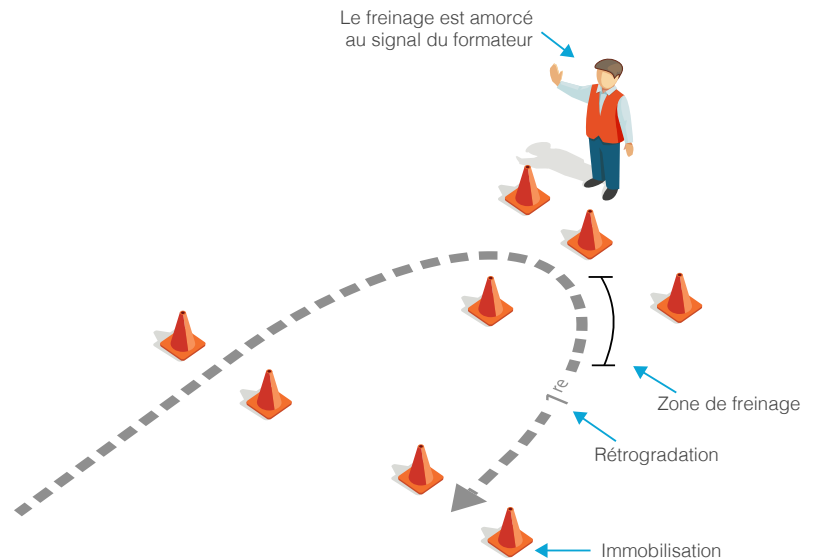 Le freinage est amorcé
au signal du formateur
Zone de freinage
1re
Rétrogradation
Immobilisation